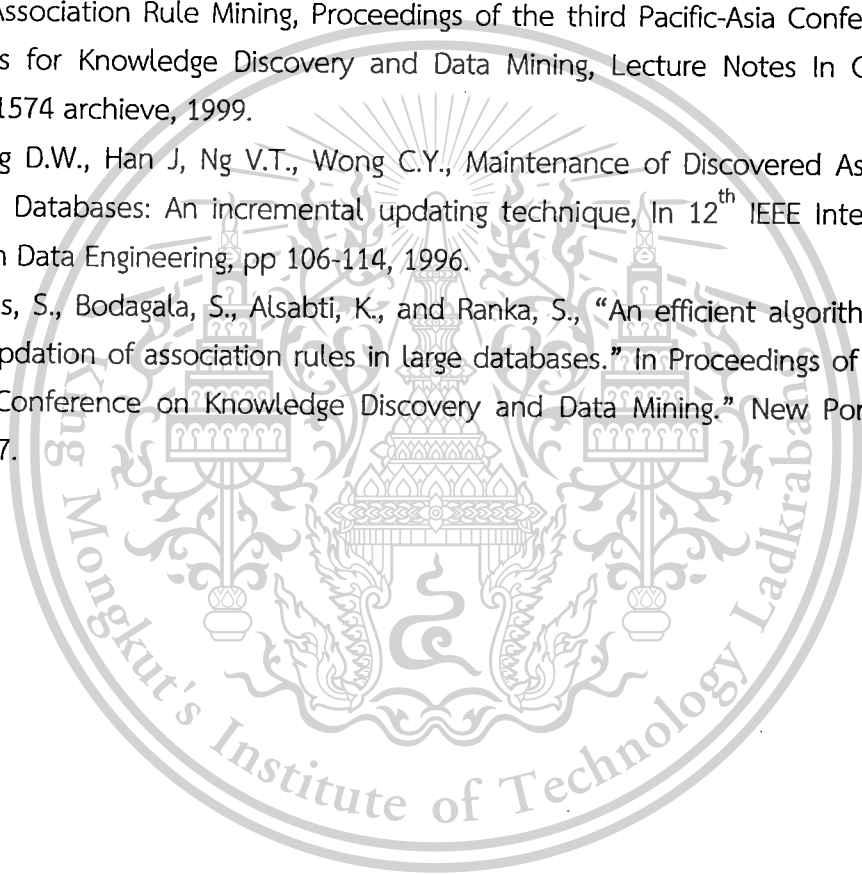 Association Rule Mining, Proceedings of the third Pacific-Asia Confe
s for Knowledge Discovery and Data Mining, Lecture Notes In
1574 archieve, 1999.
g D.W., Han J, Ng V.T., Wong C.Y., Maintenance of Discovered As
Databases: An incremental updating technique, In 12th IEEE Inte
n Data Engineering, pp 106-114, 1996.
s, S., Bodagala, S., Alsabti, K., and Ranka, S., “An efficient algorith
pdation of association rules in large databases.” In Proceedings of
Conference on Knowledge Discovery and Data Mining.” New Por
7.
King Mongkut's Institute of Technology Ladkrabang